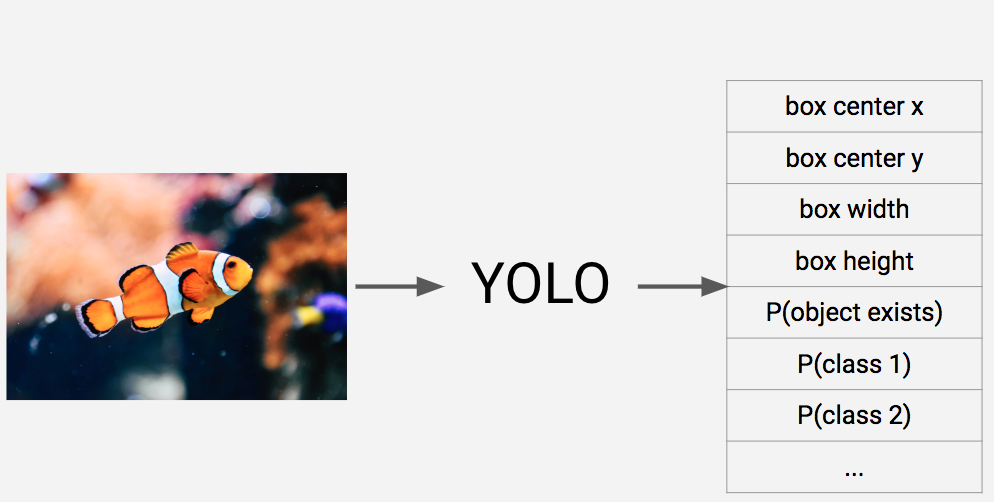 YOLO
box center x
box center y
box width
box height
P(object exists)
P(class 1)
P(class 2)
...